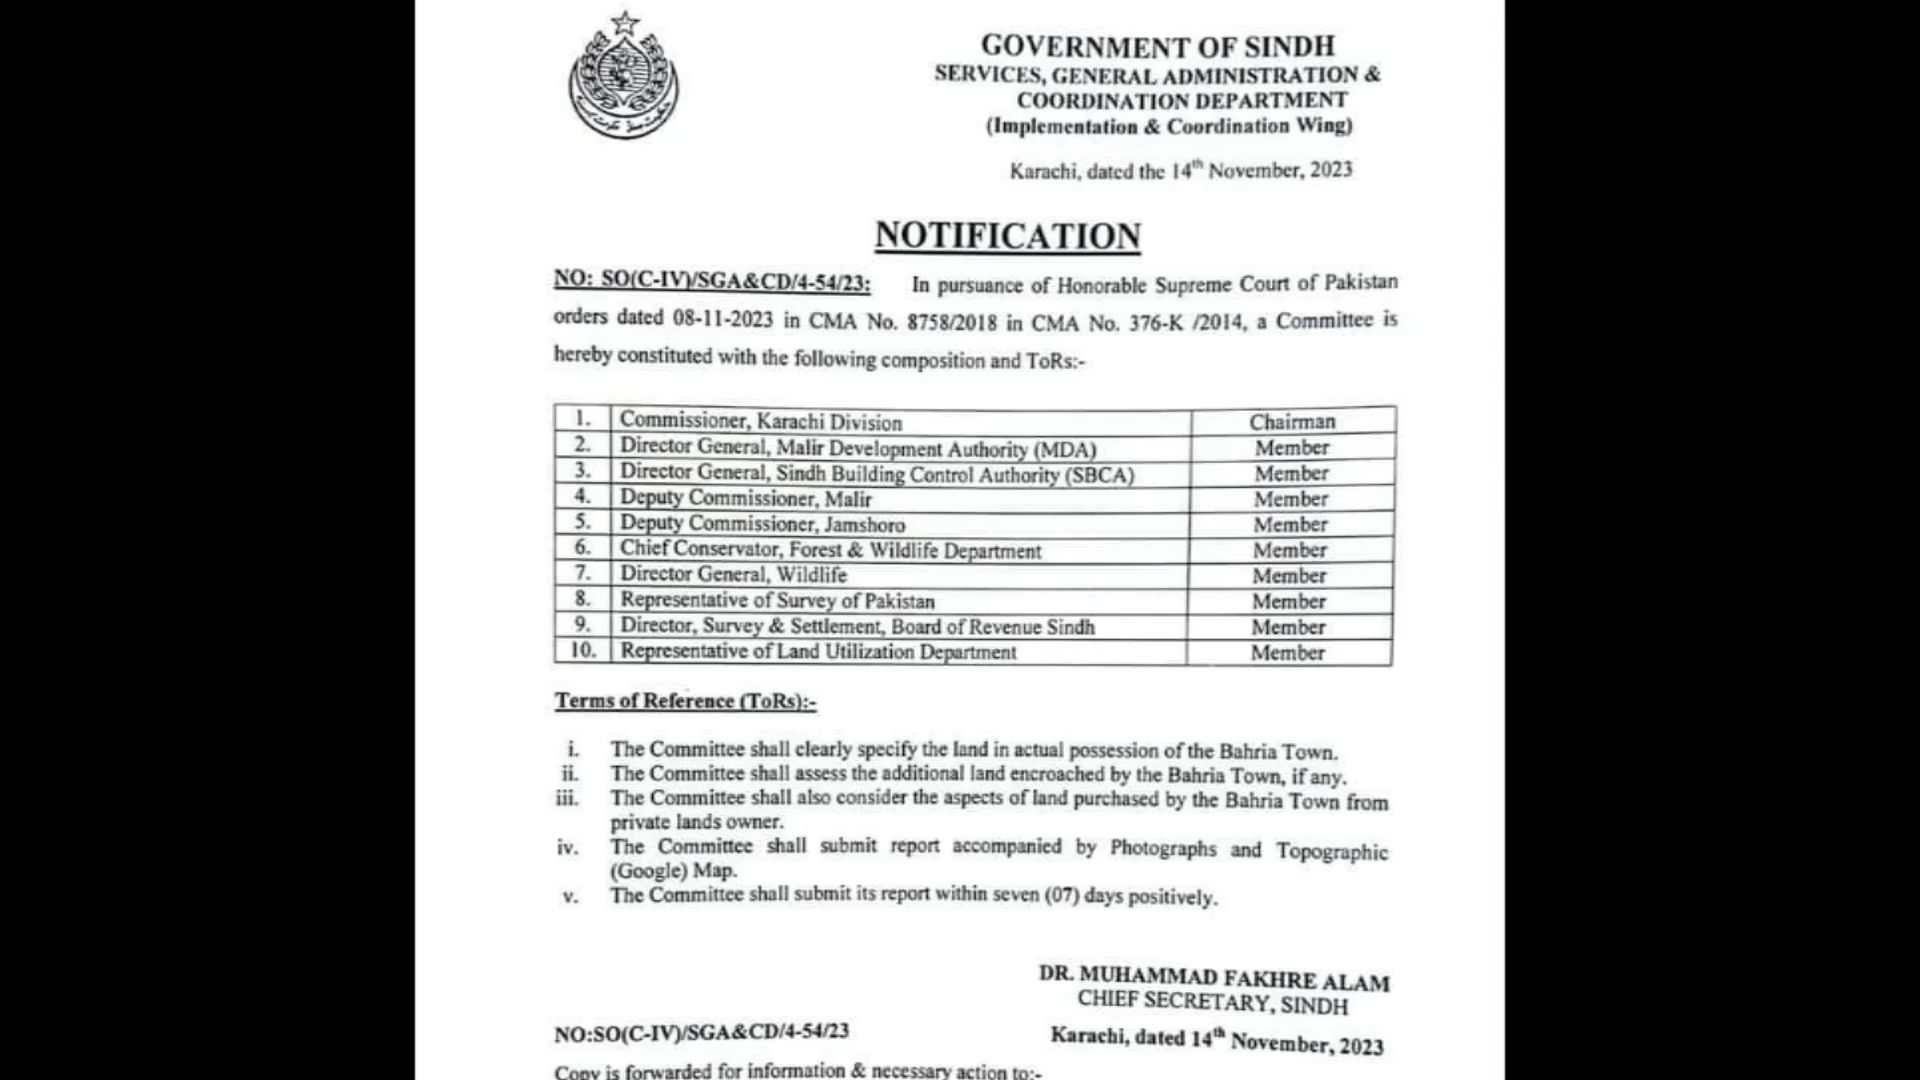 GOVERNMENT OF SINDH
SERVICES, GENERAL ADMINISTRATION &
COORDINATION DEPARTMENT
(Implementation & Coordination Wing)
Karachi, dated the 14th November, 2023
NOTIFICATION
NO: SO(C-IV)/SGA&CD/4-54/23: In pursuance of Honorable Supreme Court of Pakistan
orders dated 08-11-2023 in CMA No. 8758/2018 in CMA No. 376-K /2014, a Committee is
hereby constituted with the following composition and ToRs:-
1. Commissioner, Karachi Division Chairman
2. Director General, Malir Development Authority (MDA) Member
3. Director General, Sindh Building Control Authority (SBCA) Member
4. Deputy Commissioner, Malir Member
5. Deputy Commissioner, Jamshoro Member
6. Chief Conservator, Forest & Wildlife Department Member
7. Director General, Wildlife Member
8. Representative of Survey of Pakistan Member
9. Director, Survey & Settlement, Board of Revenue Sindh Member
10. Representative of Land Utilization Department Member
Terms of Reference (ToRs):-
i. The Committee shall clearly specify the land in actual possession of the Bahria Town.
ii. The Committee shall assess the additional land encroached by the Bahria Town, if any.
iii. The Committee shall also consider the aspects of land purchased by the Bahria Town from
private lands owner.
iv. The Committee shall submit report accompanied by Photographs and Topographic
(Google) Map.
v. The Committee shall submit its report within seven (07) days positively.
DR. MUHAMMAD FAKHRE ALAM
CHIEF SECRETARY, SINDH
NO:SO(C-IV)/SGA&CD/4-54/23 Karachi, dated 14th November, 2023
Copy is forwarded for information & necessary action to:-